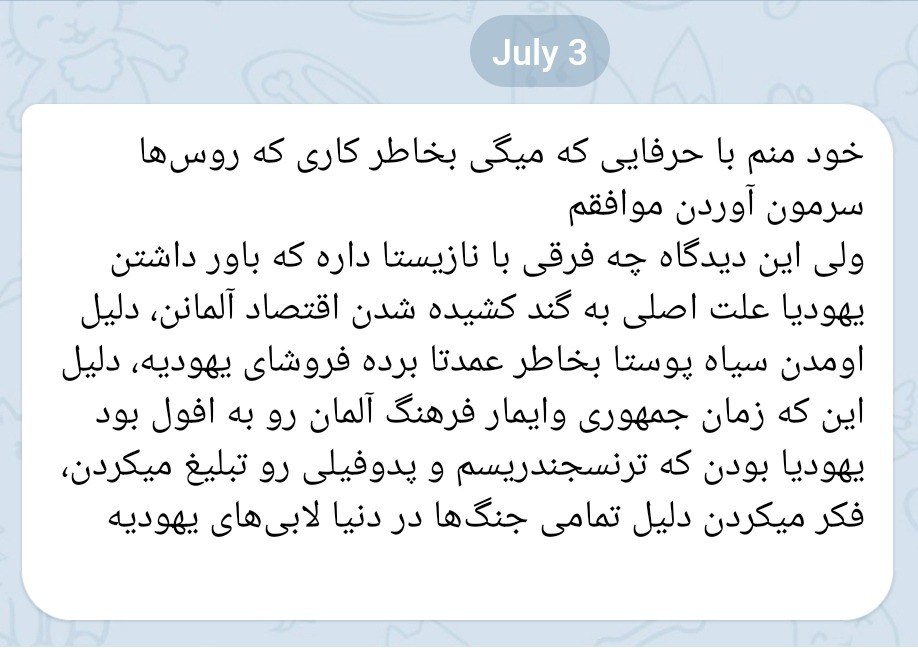 July 3
خود منم با حرفایی که میگی بخاطر کاری که روس‌ها
سرمون آوردن موافقم
ولی این دیدگاه چه فرقی با نازیستا داره که باور داشتن
یهودیا علت اصلی به گند کشیده شدن اقتصاد آلمانن، دلیل
اومدن سیاه پوستا بخاطر عمدتا برده فروشای یهودیه، دلیل
این که زمان جمهوری وایمار فرهنگ آلمان رو به افول بود
یهودیا بودن که ترنسجندریسم و پدوفیلی رو تبلیغ میکردن،
فکر میکردن دلیل تمامی جنگ‌ها در دنیا لابی‌های یهودیه